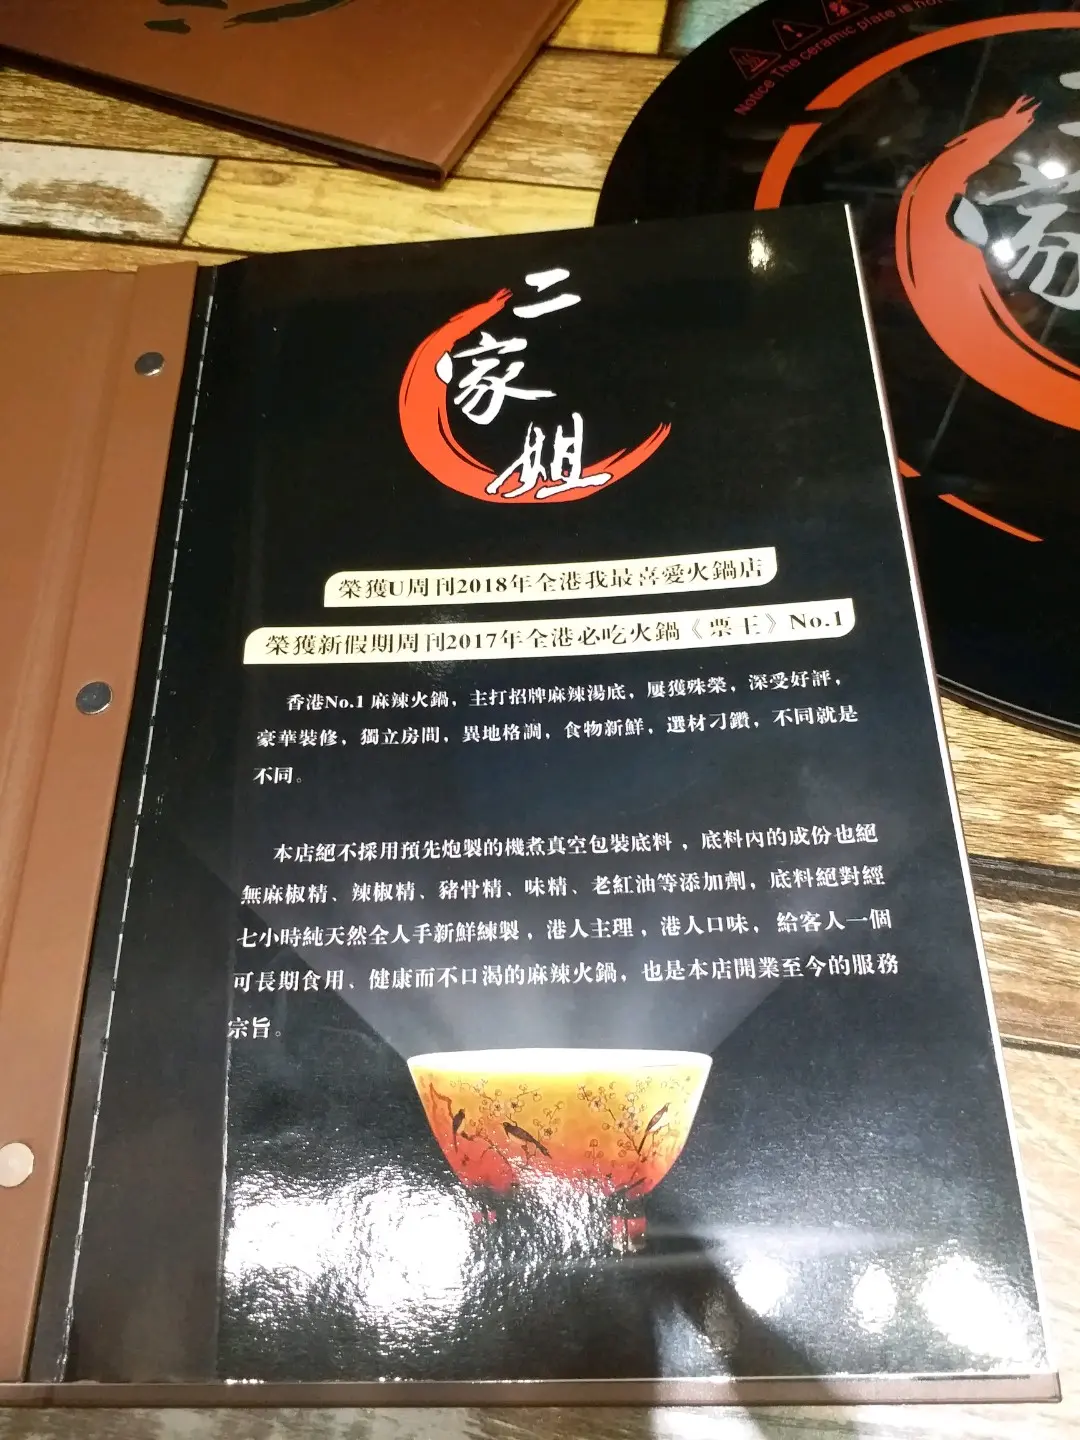 Notice The ceramic plate is hot
家
二
家
姐
榮獲U周刊2018年全港我最喜愛火鍋店
榮獲新假期周刊2017年全港必吃火鍋《票王》No.1
香港No.1 麻辣火鍋，主打招牌麻辣湯底，屢獲殊榮，深受好評，
豪華裝修，獨立房間，異地格調，食物新鮮，選材刁鑽，不同就是
不同。
本店絕不採用預先炮製的機煮真空包裝底料，底料內的成份也絕
無麻椒精、辣椒精、豬骨精、味精、老紅油等添加劑，底料絕對經
七小時純天然全人手新鮮練製，港人主理，港人口味，給客人一個
可長期食用、健康而不口渴的麻辣火鍋，也是本店開業至今的服務
宗旨。